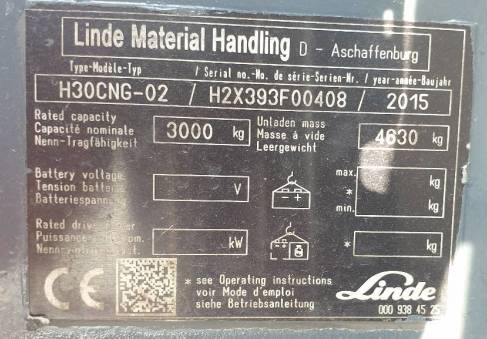 Linde Material Handling D - Aschaffenburg
Type-Modèle-Typ / Serial no.-No. de série-Serien-Nr. / year-année-Baujahr
H30CNG-02 / H2X393F00408 / 2015
Rated capacity
Capacité nominale
Nenn-Tragfähigkeit
3000 kg
Unladen mass
Masse à vide
Leergewicht
4630 kg
Battery voltage
Tension batterie
V
max. kg
*
min. kg
Rated
kW
* kg
CE
* see Operating instructions
voir Mode d'emploi
siehe Betriebsanleitung
Linde
000 938 45 25